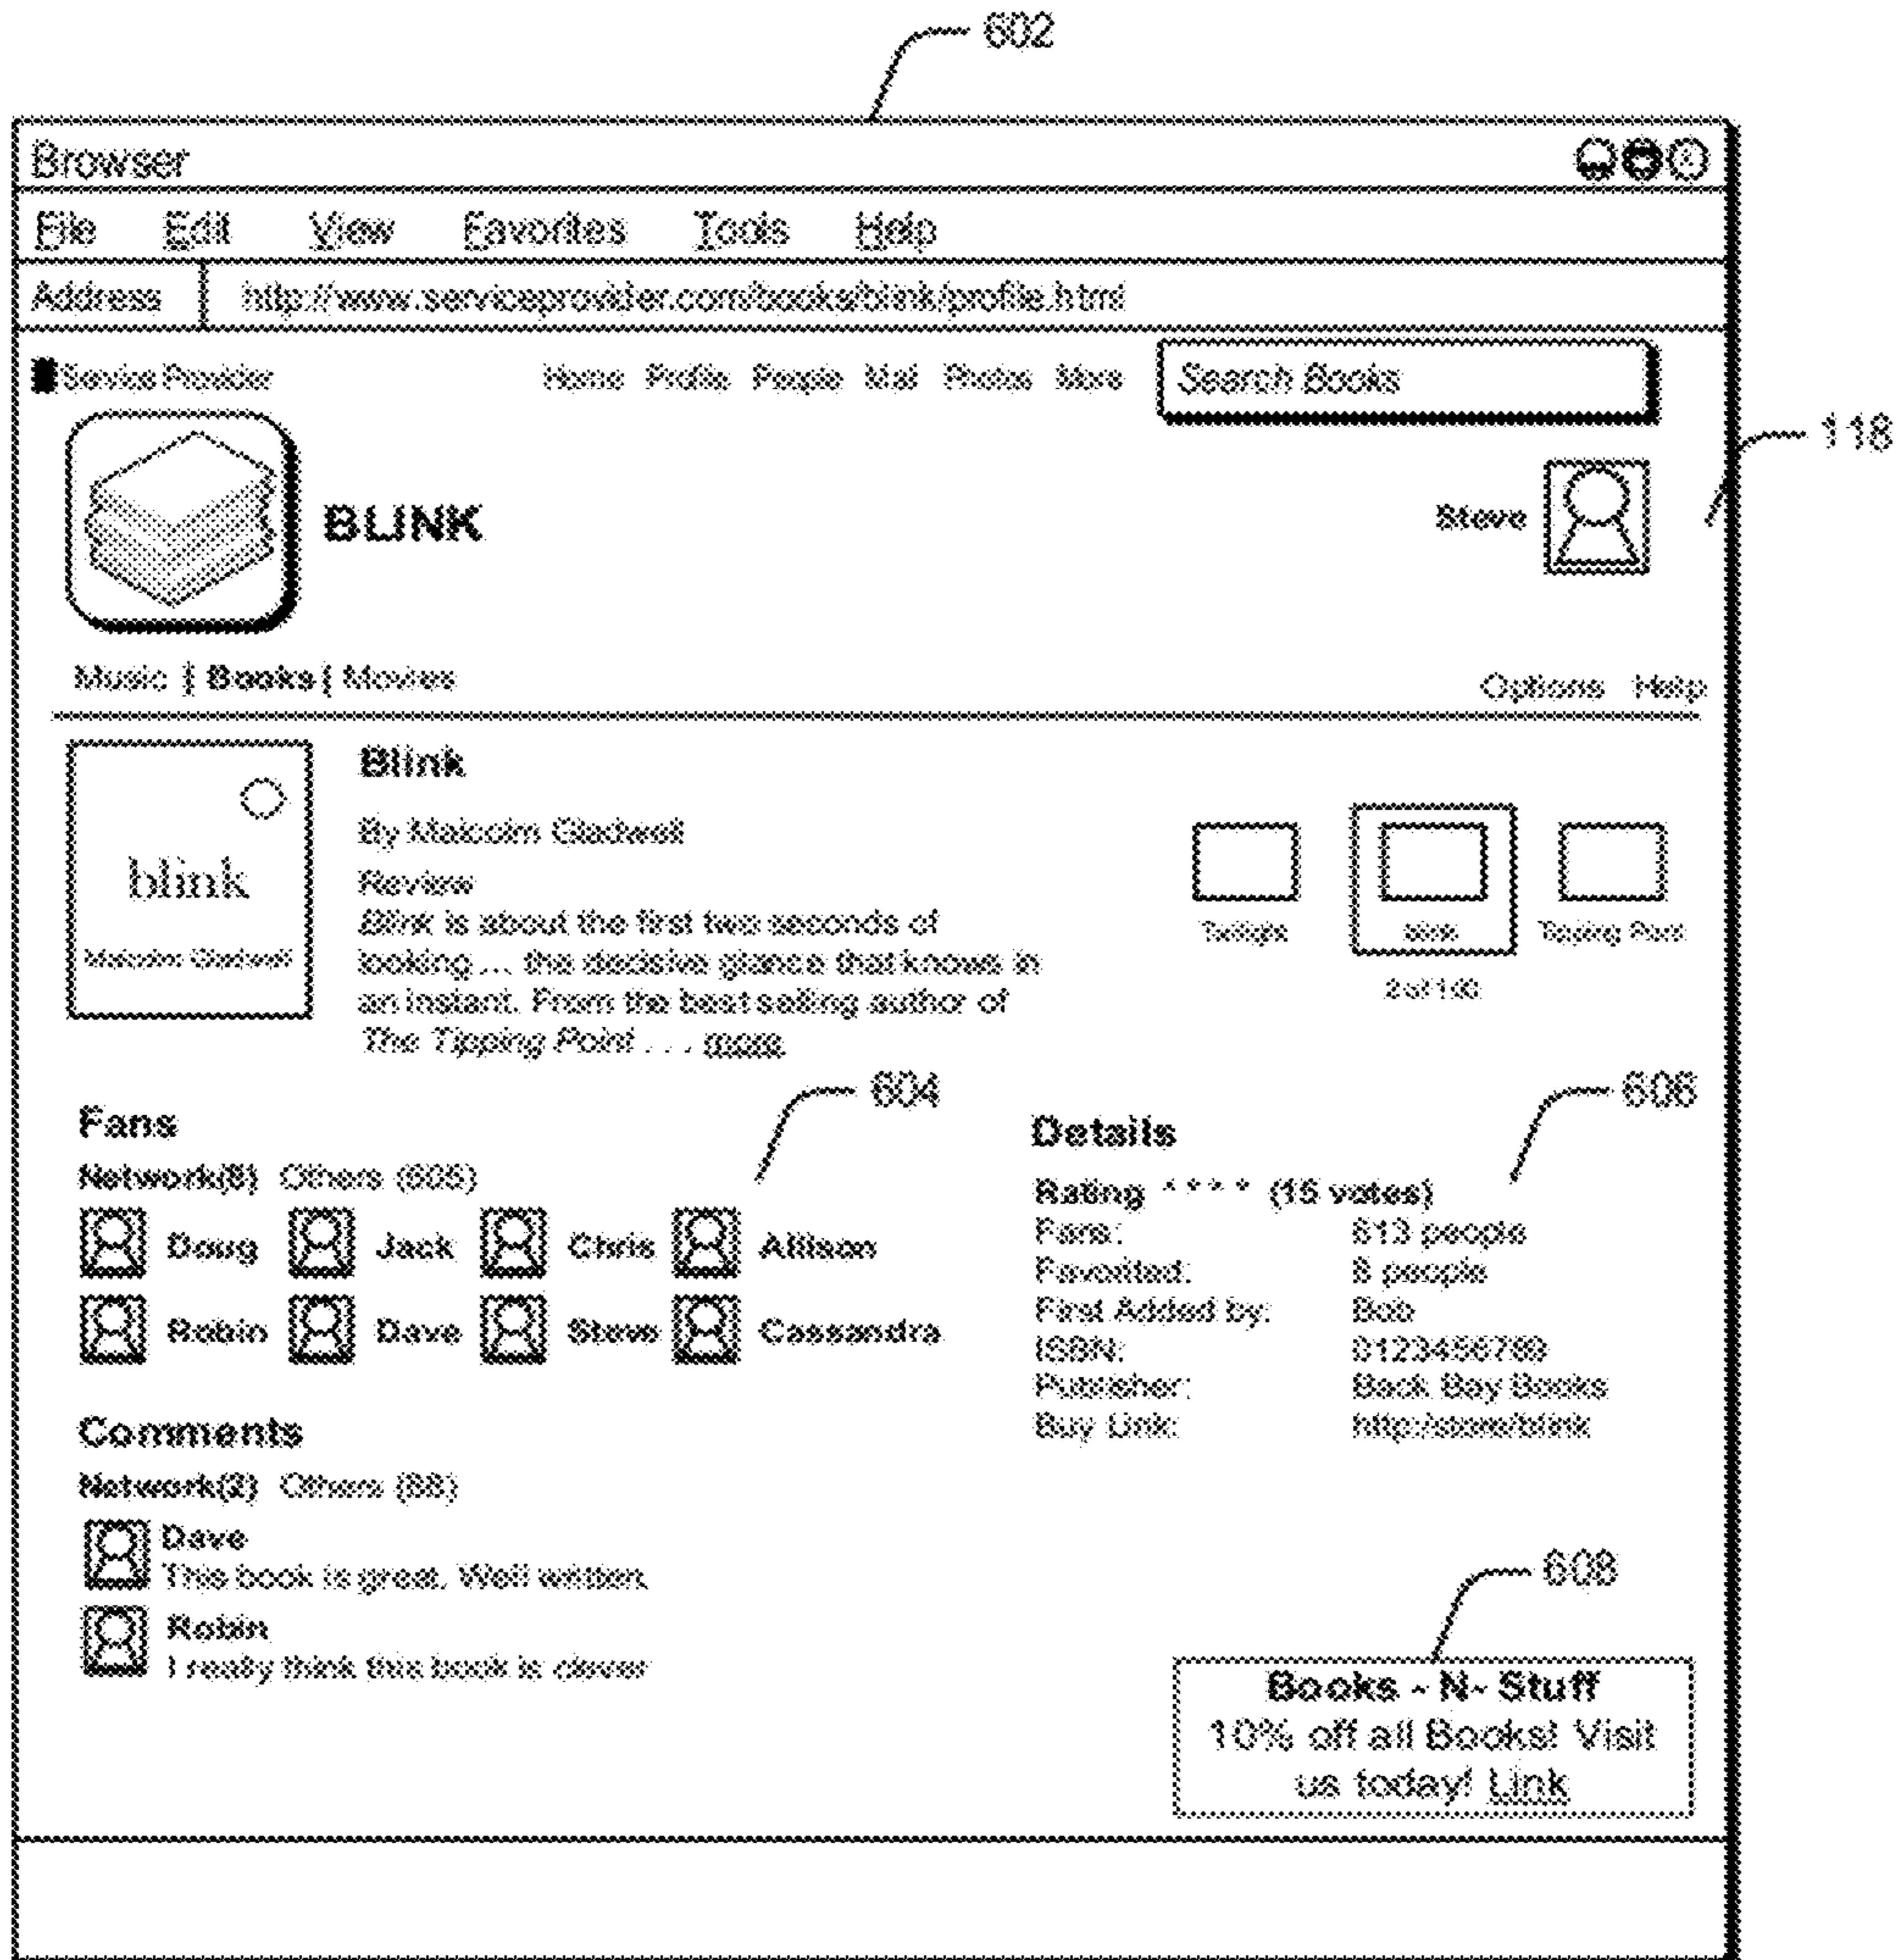 602
Browser
File Edit View Favorites Tools Help
Address http://www.serviceprovider.com/books/blink/profile.html
Service Provider Home Profile People Mail Photos More Search Books
118
BLINK Steve
Music | Books | Movies Options Help
blink
Malcolm Gladwell
Blink
By Malcolm Gladwell
Review
Blink is about the first two seconds of
looking ... the decisive glance that knows in
an instant. From the best selling author of
The Tipping Point . . . more
Twilight Blink Tipping Point
2 of 100
604
Fans
Network(8) Others (605)
Doug Jack Chris Allison
Robin Dave Steve Cassandra
606
Details
Rating * * * * (15 votes)
Fans: 613 people
Favorited: 8 people
First Added by: Bob
ISBN: 0123456789
Publisher: Back Bay Books
Buy Link: http:/store/blink
Comments
Network(2) Others (88)
Dave
This book is great. Well written.
Robin
I really think this book is clever
608
Books - N- Stuff
10% off all Books! Visit
us today! Link